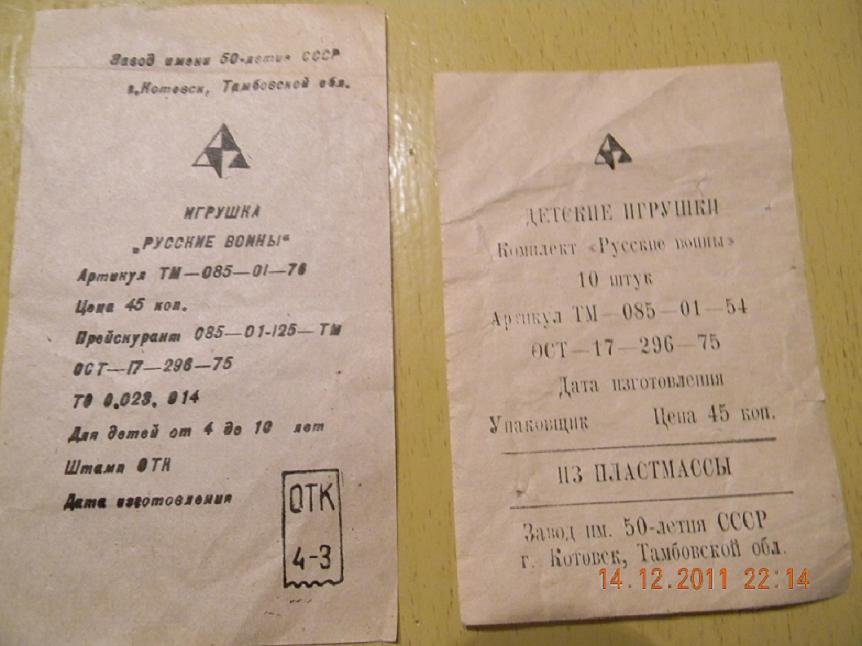 Завод имени 50-летия СССР
г.Котовск, Тамбовской обл.
ИГРУШКА
„РУССКИЕ ВОИНЫ“
Артикул ТМ—085—01—76
Цена 45 коп.
Прейскурант 085—01-125—ТМ
ОСТ—17—296—75
ТО 0.023. 014
Для детей от 4 до 10 лет
Штамп ОТК
Дата изготовления
ОТК
4-3
ДЕТСКИЕ ИГРУШКИ
Комплект «Русские воины»
10 штук
Артикул ТМ—085—01—54
ОСТ—17—296—75
Дата изготовления
Упаковщик Цена 45 коп.
ИЗ ПЛАСТМАССЫ
Завод им. 50-летия СССР
г. Котовск, Тамбовской обл.
14.12.2011 22:14